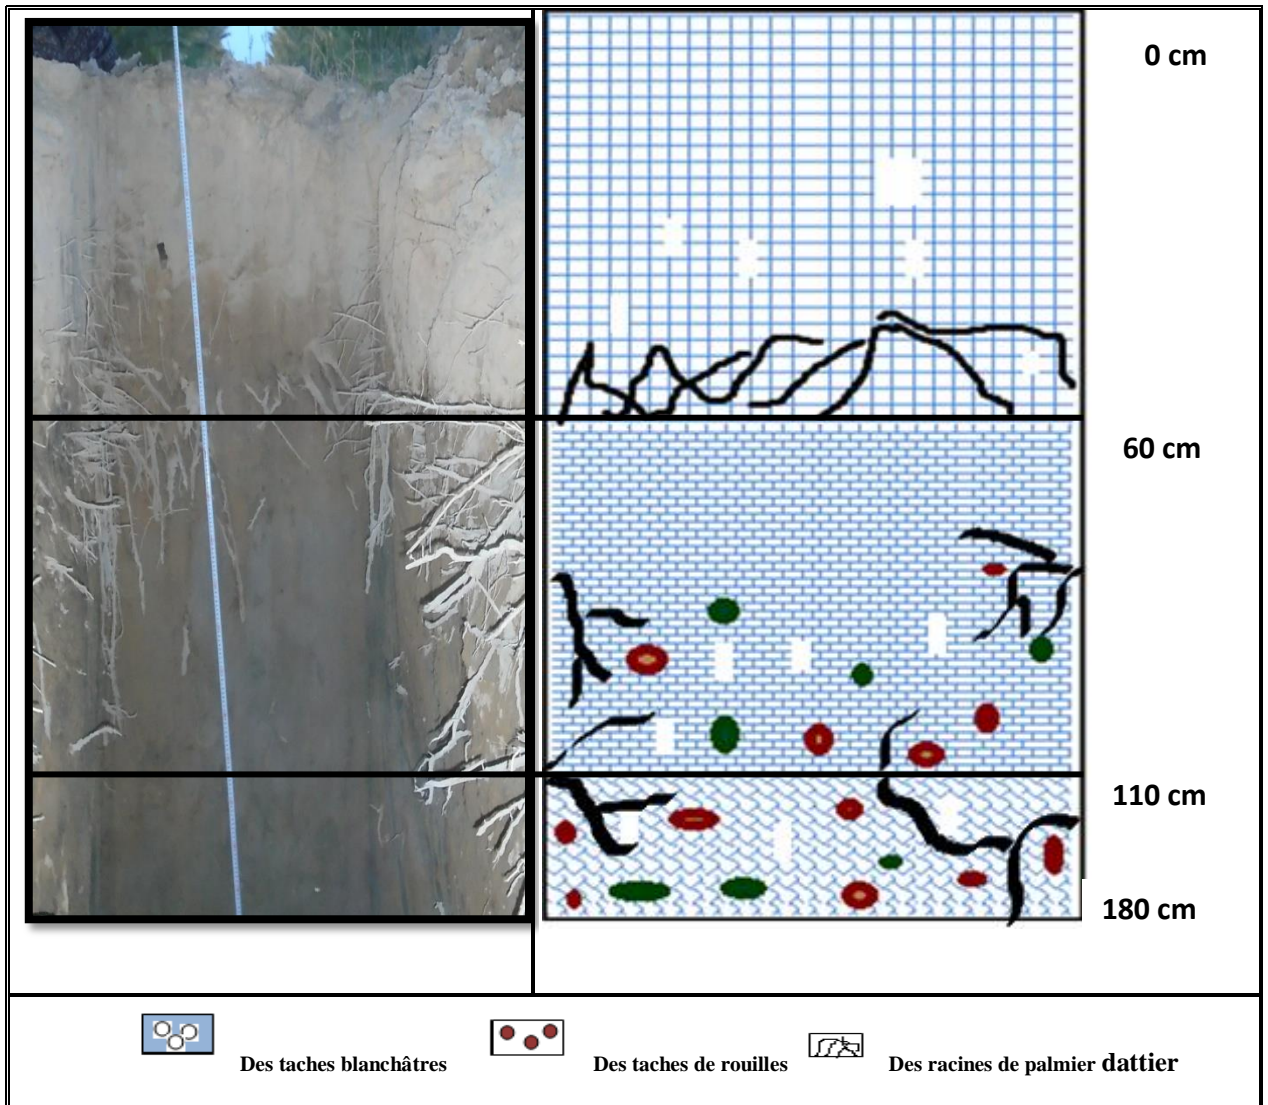 0 cm
60 cm
110 cm
180 cm
Des taches blanchâtres Des taches de rouilles Des racines de palmier dattier